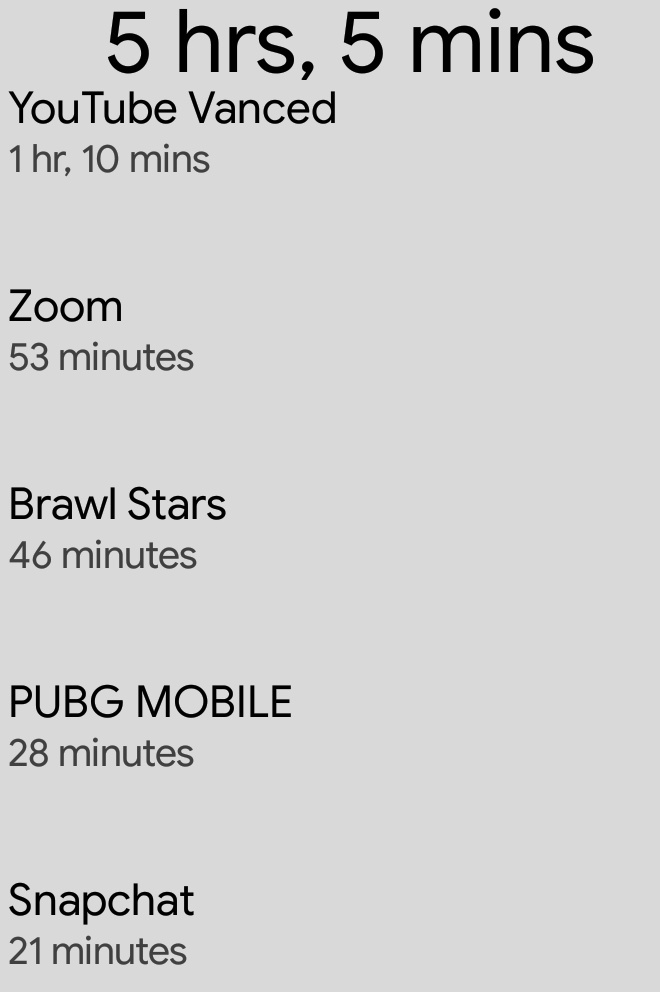 5 hrs, 5 mins
YouTube Vanced
1 hr, 10 mins
Zoom
53 minutes
Brawl Stars
46 minutes
PUBG MOBILE
28 minutes
Snapchat
21 minutes